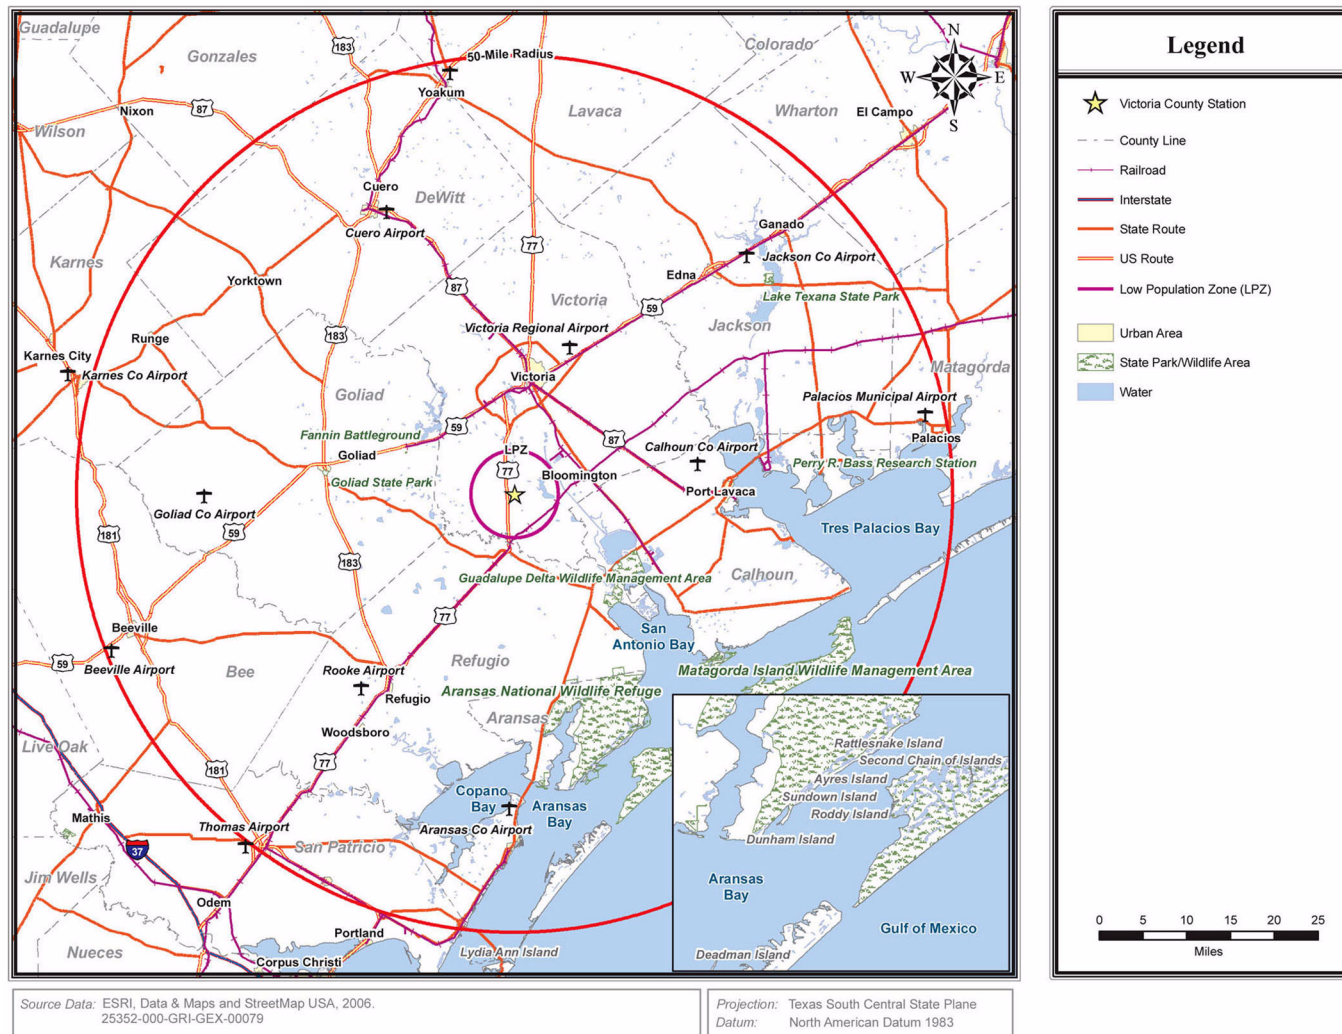 Guadalupe
Gonzales
183
50-Mile Radius
Colorado
N
W
E
S
Yoakum
Lavaca
Wharton
El Campo
Nixon
87
Wilson
Cuero
DeWitt
Cuero Airport
Ganado
77
Karnes
Jackson Co Airport
Edna
Yorktown
87
Lake Texana State Park
Victoria
59
Victoria Regional Airport
Jackson
183
Runge
Karnes City
Karnes Co Airport
Victoria
Matagorda
Goliad
Palacios Municipal Airport
Fannin Battleground
59
87
Palacios
Goliad
LPZ
Calhoun Co Airport
77
Bloomington
Perry R. Bass Research Station
Goliad State Park
Port Lavaca
Goliad Co Airport
59
181
Tres Palacios Bay
183
Guadalupe Delta Wildlife Management Area
Calhoun
77
Beeville
San
Antonio Bay
59
Beeville Airport
Bee
Rooke Airport
Refugio
Matagorda Island Wildlife Management Area
Refugio
Aransas National Wildlife Refuge
Aransas
Woodsboro
Live Oak
77
181
Rattlesnake Island
Second Chain of Islands
Ayres Island
Sundown Island
Roddy Island
Dunham Island
Copano
Bay
Aransas
Bay
Mathis
Thomas Airport
Aransas Co Airport
37
San Patricio
Jim Wells
Aransas
Bay
Odem
Gulf of Mexico
Portland
Nueces
Lydia Ann Island
Deadman Island
Corpus Christi
Legend
Victoria County Station
County Line
Railroad
Interstate
State Route
US Route
Low Population Zone (LPZ)
Urban Area
State Park/Wildlife Area
Water
0 5 10 15 20 25
Miles
Source Data: ESRI, Data & Maps and StreetMap USA, 2006.
25352-000-GRI-GEX-00079
Projection: Texas South Central State Plane
Datum: North American Datum 1983